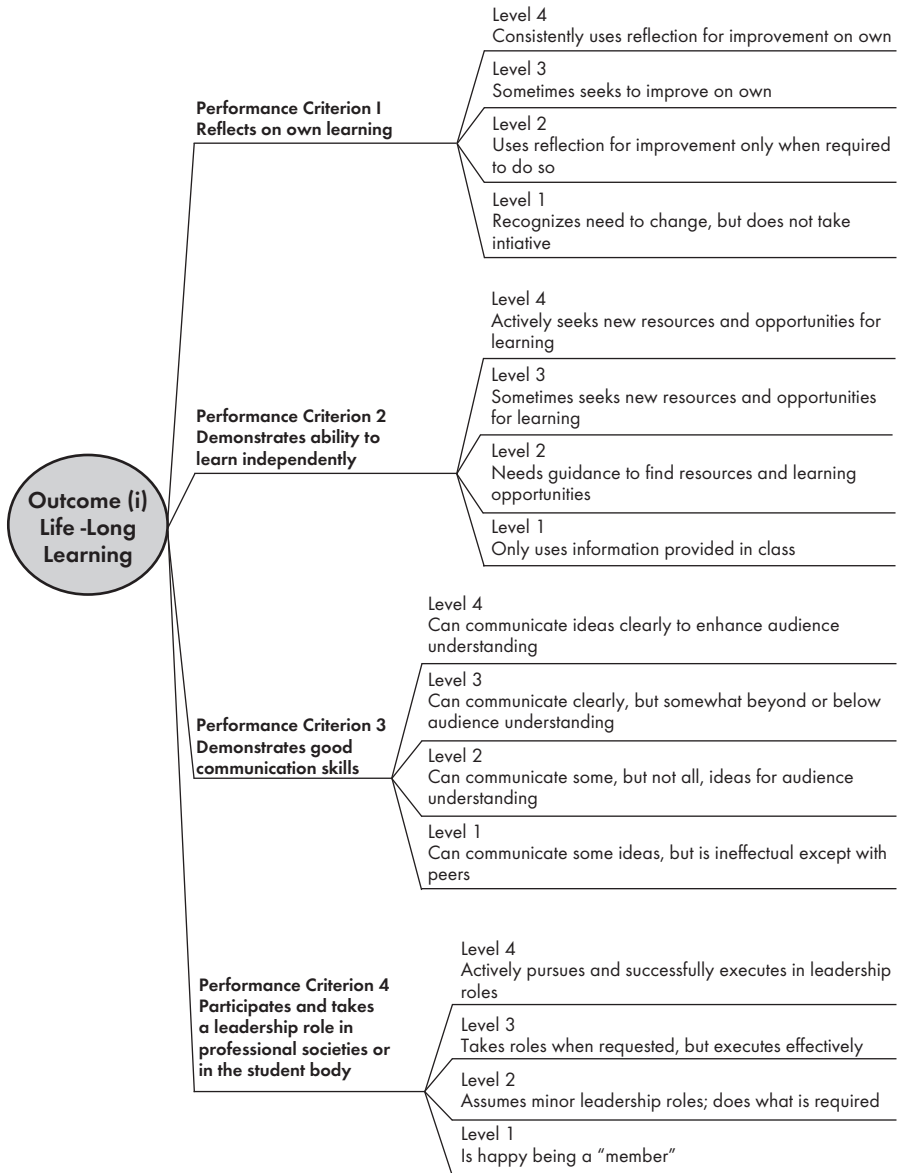 Outcome (i)
Life -Long
Learning
Performance Criterion I
Reflects on own learning
Level 4
Consistently uses reflection for improvement on own
Level 3
Sometimes seeks to improve on own
Level 2
Uses reflection for improvement only when required
to do so
Level 1
Recognizes need to change, but does not take
intiative
Performance Criterion 2
Demonstrates ability to
learn independently
Level 4
Actively seeks new resources and opportunities for
learning
Level 3
Sometimes seeks new resources and opportunities
for learning
Level 2
Needs guidance to find resources and learning
opportunities
Level 1
Only uses information provided in class
Performance Criterion 3
Demonstrates good
communication skills
Level 4
Can communicate ideas clearly to enhance audience
understanding
Level 3
Can communicate clearly, but somewhat beyond or below
audience understanding
Level 2
Can communicate some, but not all, ideas for audience
understanding
Level 1
Can communicate some ideas, but is ineffectual except with
peers
Performance Criterion 4
Participates and takes
a leadership role in
professional societies or
in the student body
Level 4
Actively pursues and successfully executes in leadership
roles
Level 3
Takes roles when requested, but executes effectively
Level 2
Assumes minor leadership roles; does what is required
Level 1
Is happy being a “member”